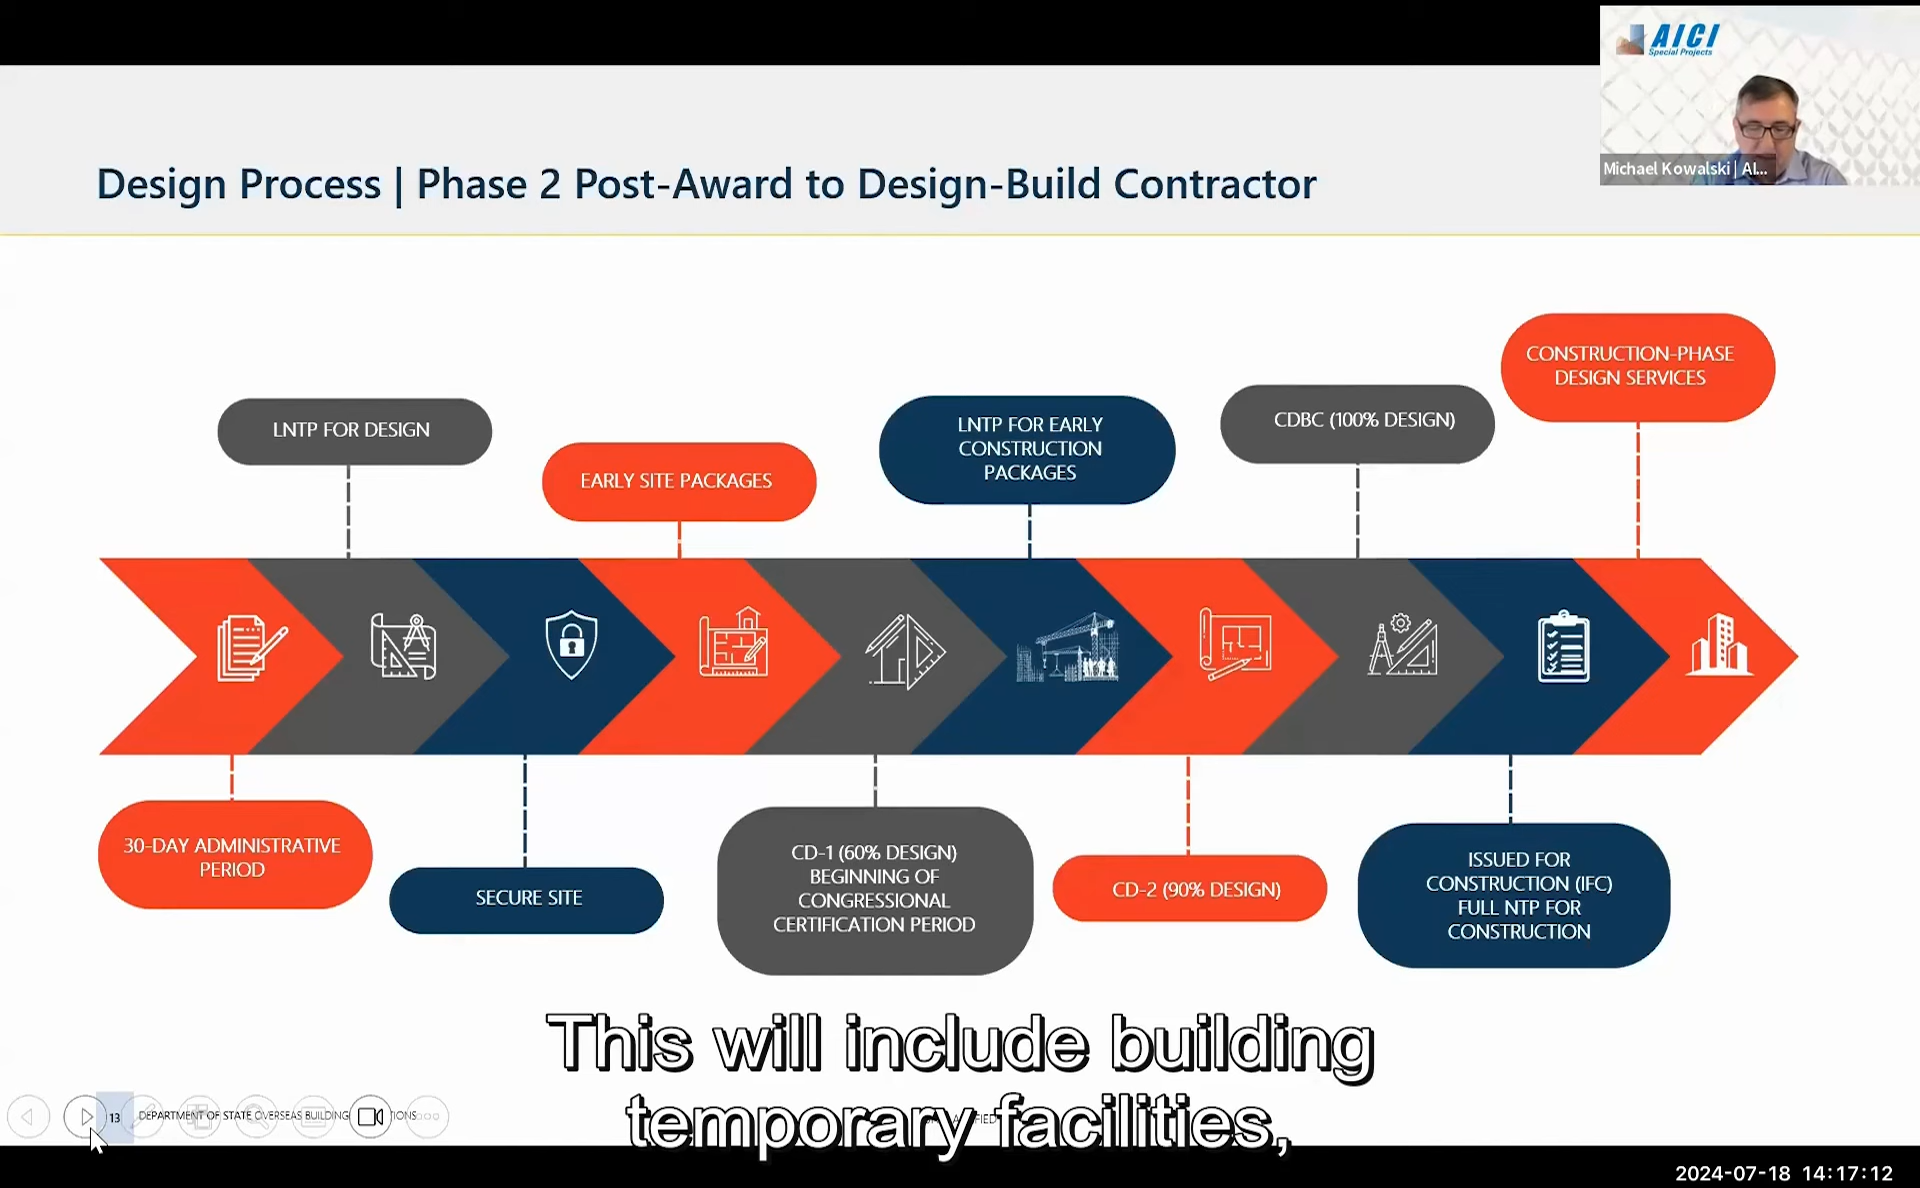 AICI
Special Projects
Michael Kowalski | AI...
Design Process | Phase 2 Post-Award to Design-Build Contractor
CONSTRUCTION-PHASE
DESIGN SERVICES
LNTP FOR DESIGN
EARLY SITE PACKAGES
LNTP FOR EARLY
CONSTRUCTION
PACKAGES
CDBC (100% DESIGN)
30-DAY ADMINISTRATIVE
PERIOD
SECURE SITE
CD-1 (60% DESIGN)
BEGINNING OF
CONGRESSIONAL
CERTIFICATION PERIOD
CD-2 (90% DESIGN)
ISSUED FOR
CONSTRUCTION (IFC)
FULL NTP FOR
CONSTRUCTION
This will include building
temporary facilities,
13
DEPARTMENT OF STATE OVERSEAS BUILDING
2024-07-18 14:17:12